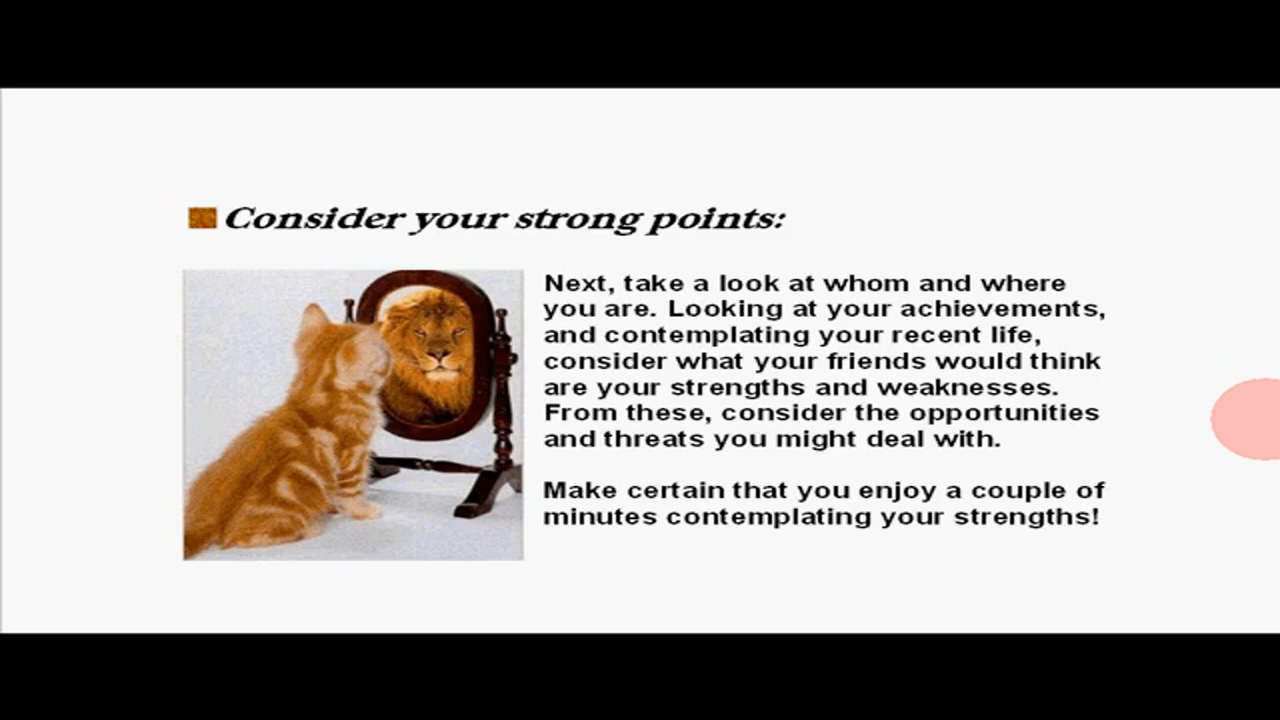 Consider your strong points:
Next, take a look at whom and where
you are. Looking at your achievements,
and contemplating your recent life,
consider what your friends would think
are your strengths and weaknesses.
From these, consider the opportunities
and threats you might deal with.
Make certain that you enjoy a couple of
minutes contemplating your strengths!